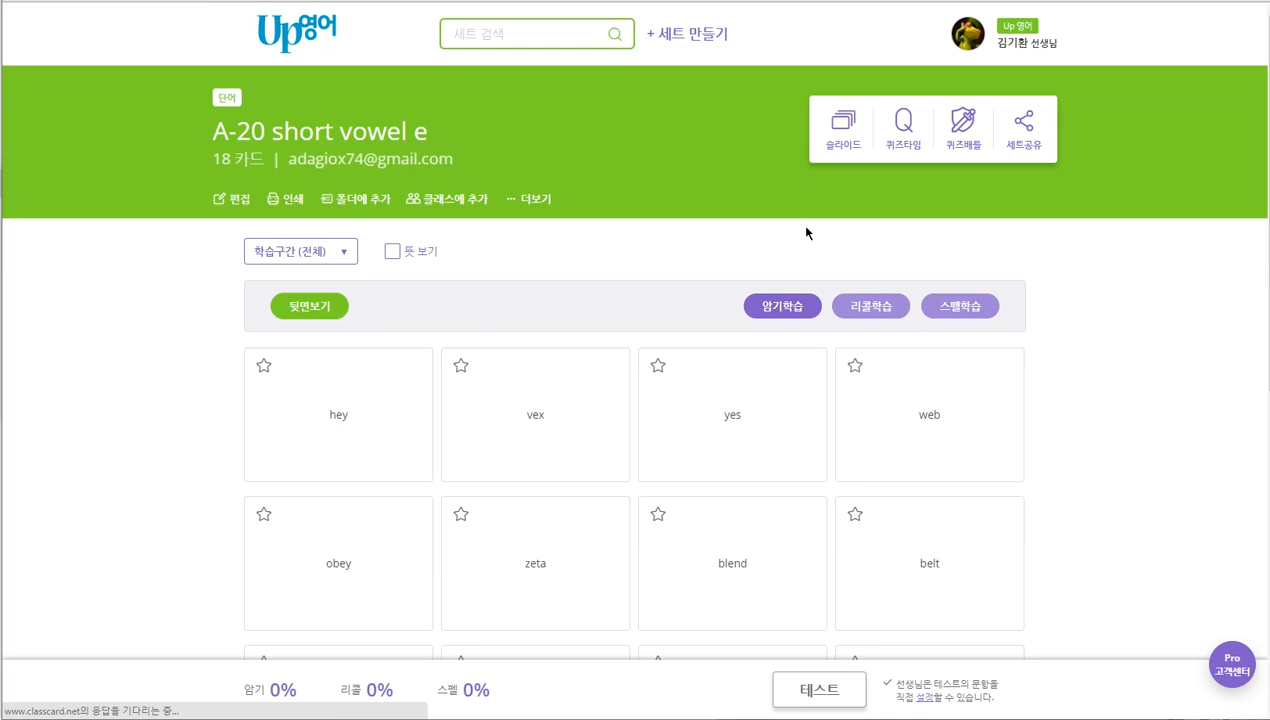 Up영어
세트 검색
+ 세트 만들기
Up 영어
김기환 선생님
단어
A-20 short vowel e
18 카드 | adagiox74@gmail.com
슬라이드
퀴즈타임
퀴즈배틀
세트공유
편집
인쇄
폴더에 추가
클래스에 추가
··· 더보기
학습구간 (전체) ▼
뜻 보기
뒷면보기
암기학습
리콜학습
스펠학습
hey
vex
yes
web
obey
zeta
blend
belt
암기 0%
리콜 0%
스펠 0%
테스트
선생님은 테스트의 문항을
직접 설정할 수 있습니다.
Pro
고객센터
www.classcard.net의 응답을 기다리는 중...